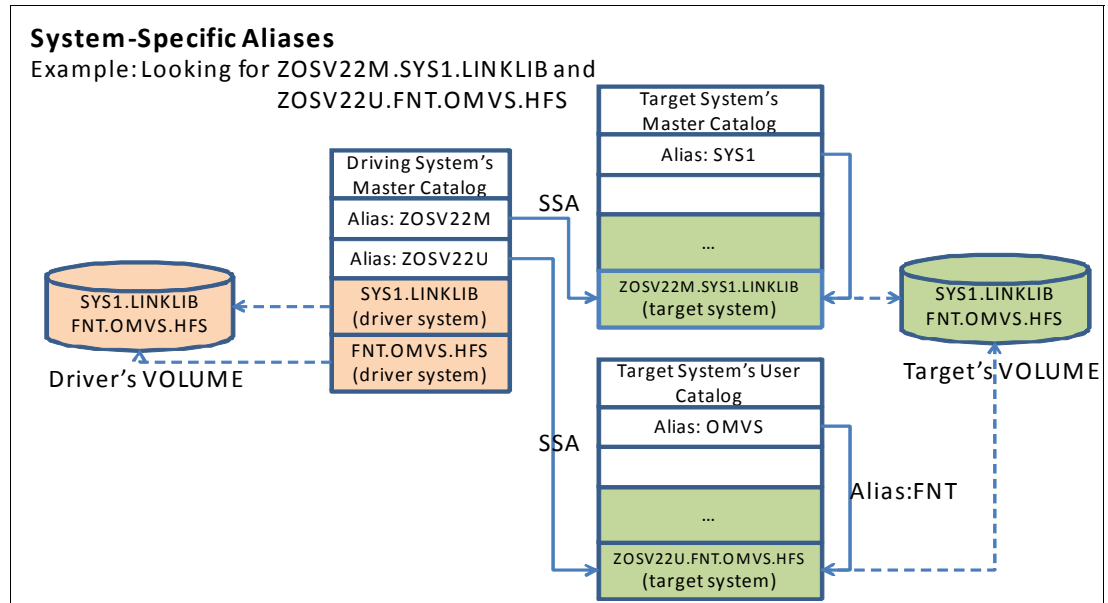 System-Specific Aliases
Example: Looking for ZOSV22M.SYS1.LINKLIB and
ZOSV22U.FNT.OMVS.HFS
Target System's
Master Catalog
Alias: SYS1
...
ZOSV22M.SYS1.LINKLIB
(target system)
Driving System's
Master Catalog
Alias: ZOSV22M
Alias: ZOSV22U
SYS1.LINKLIB
(driver system)
FNT.OMVS.HFS
(driver system)
SSA
SSA
SYS1.LINKLIB
FNT.OMVS.HFS
Driver's VOLUME
SYS1.LINKLIB
FNT.OMVS.HFS
Target's VOLUME
Target System's User
Catalog
Alias: OMVS
...
ZOSV22U.FNT.OMVS.HFS
(target system)
Alias:FNT